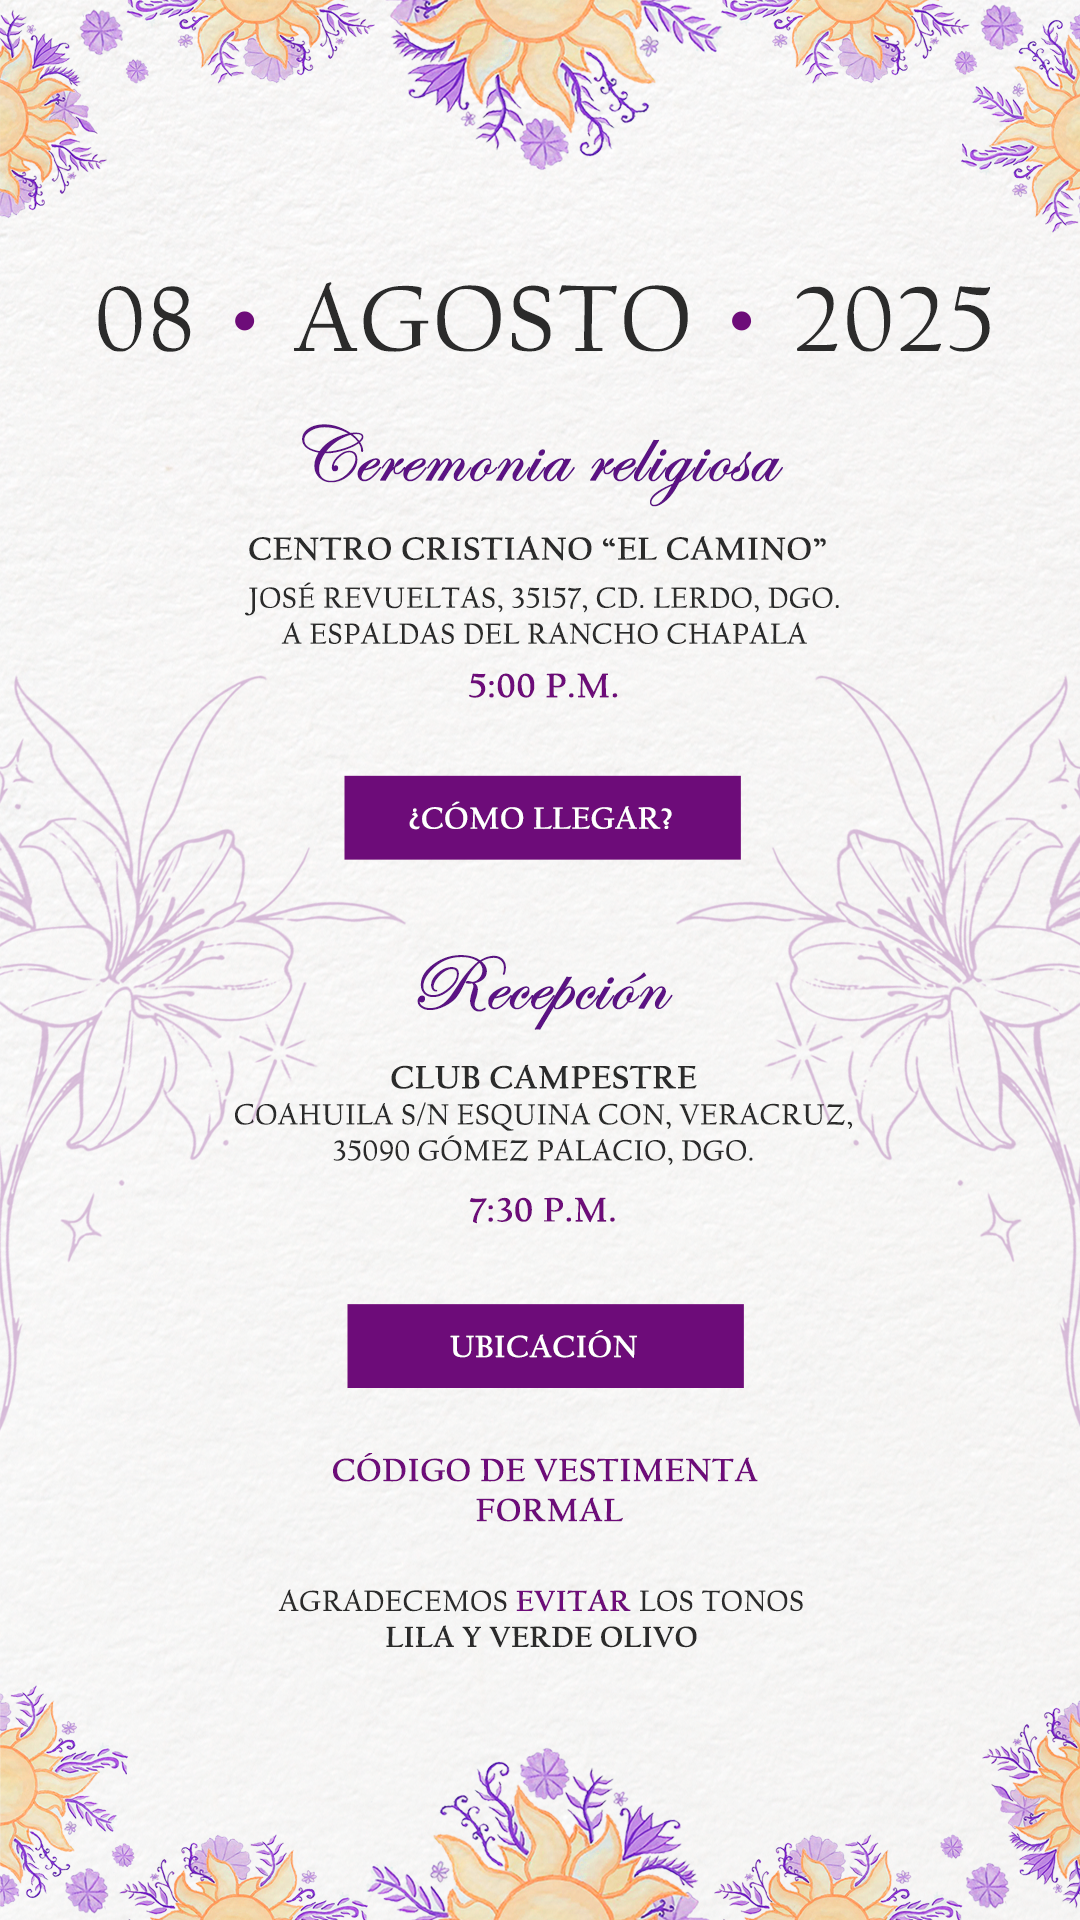 08 • AGOSTO • 2025
Ceremonia religiosa
CENTRO CRISTIANO “EL CAMINO”
JOSÉ REVUELTAS, 35157, CD. LERDO, DGO.
A ESPALDAS DEL RANCHO CHAPALA
5:00 P.M.
¿CÓMO LLEGAR?
Recepción
CLUB CAMPESTRE
COAHUILA S/N ESQUINA CON, VERACRUZ,
35090 GÓMEZ PALACIO, DGO.
7:30 P.M.
UBICACIÓN
CÓDIGO DE VESTIMENTA
FORMAL
AGRADECEMOS EVITAR LOS TONOS
LILA Y VERDE OLIVO